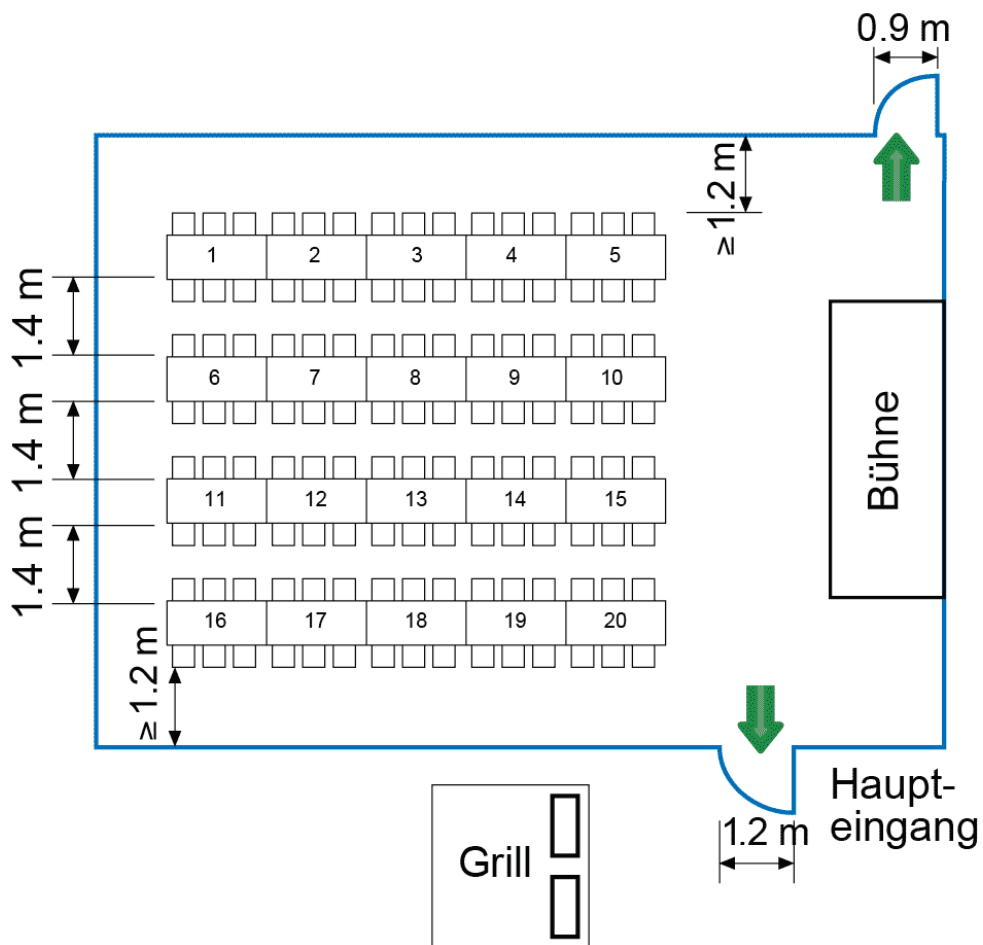 0.9 m
≥1.2 m
1 2 3 4 5
1.4 m
6 7 8 9 10
1.4 m
Bühne
11 12 13 14 15
1.4 m
16 17 18 19 20
≥1.2 m
Haupt-
eingang
1.2 m
Grill